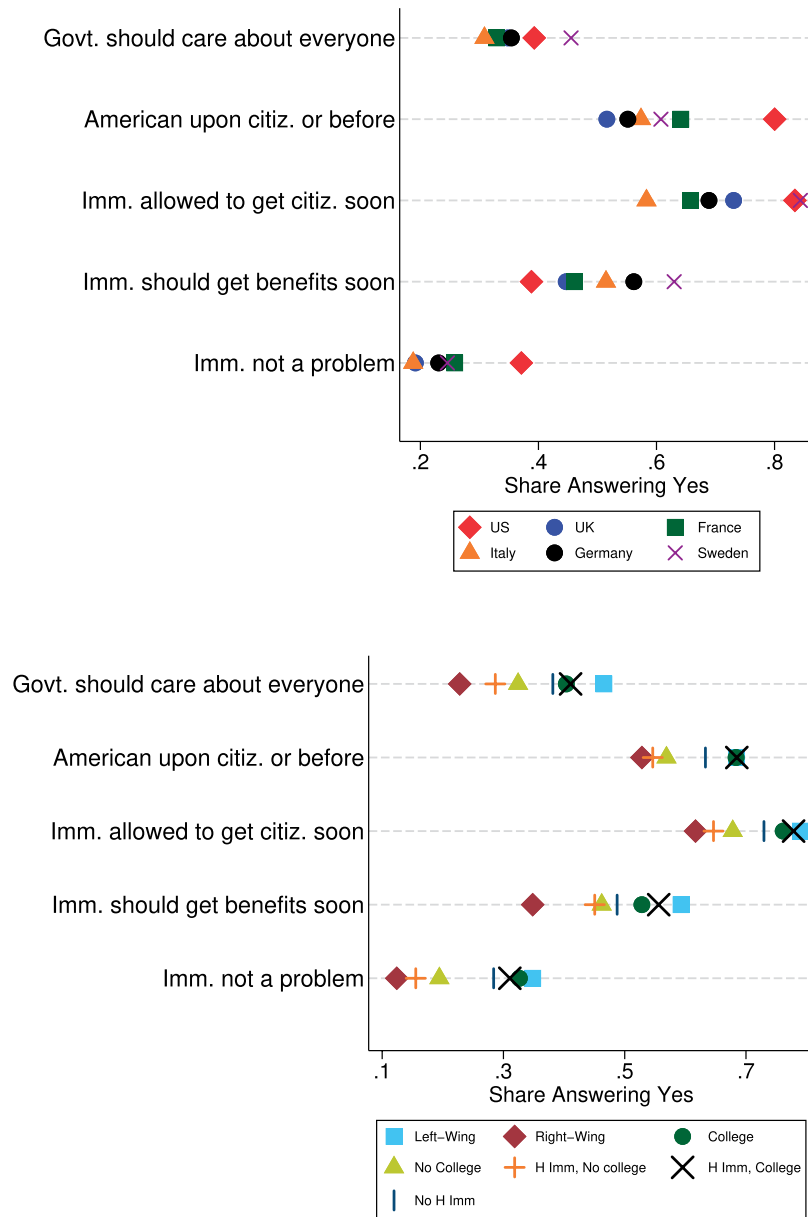 Govt. should care about everyone
American upon citiz. or before
Imm. allowed to get citiz. soon
Imm. should get benefits soon
Imm. not a problem
.2 .4 .6 .8
Share Answering Yes
US UK France
Italy Germany Sweden
Govt. should care about everyone
American upon citiz. or before
Imm. allowed to get citiz. soon
Imm. should get benefits soon
Imm. not a problem
.1 .3 .5 .7
Share Answering Yes
Left−Wing Right−Wing College
No College H Imm, No college H Imm, College
No H Imm